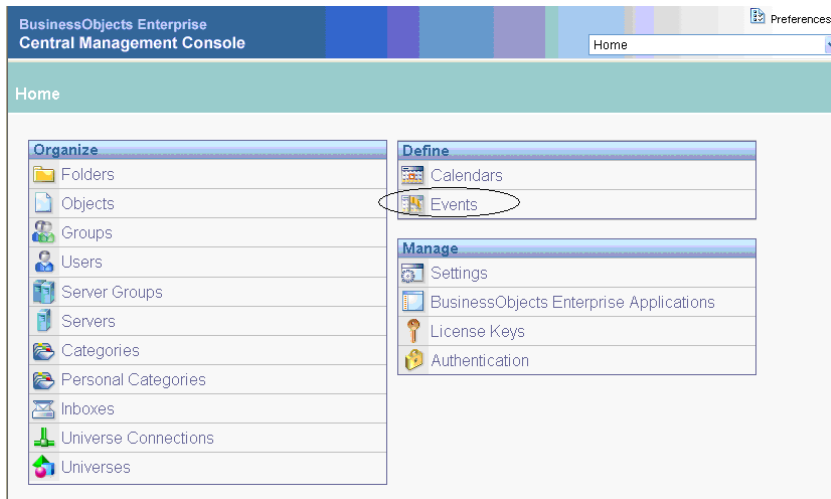 BusinessObjects Enterprise
Central Management Console
Preferences
Home
Home
Organize
Folders
Objects
Groups
Users
Server Groups
Servers
Categories
Personal Categories
Inboxes
Universe Connections
Universes
Define
Calendars
Events
Manage
Settings
BusinessObjects Enterprise Applications
License Keys
Authentication